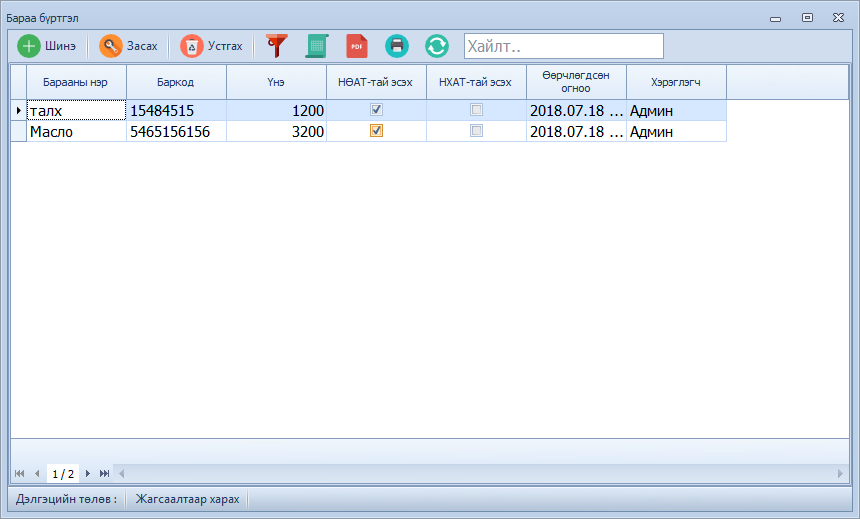 Бараа бүртгэл
Шинэ Засах Устгах PDF Хайлт..
Барааны нэр Баркод Үнэ НӨАТ-тай эсэх НХАТ-тай эсэх Өөрчлөгдсөн огноо Хэрэглэгч
талх 15484515 1200 2018.07.18 ... Админ
Масло 5465156156 3200 2018.07.18 ... Админ
1 / 2
Дэлгэцийн төлөв : Жагсаалтаар харах